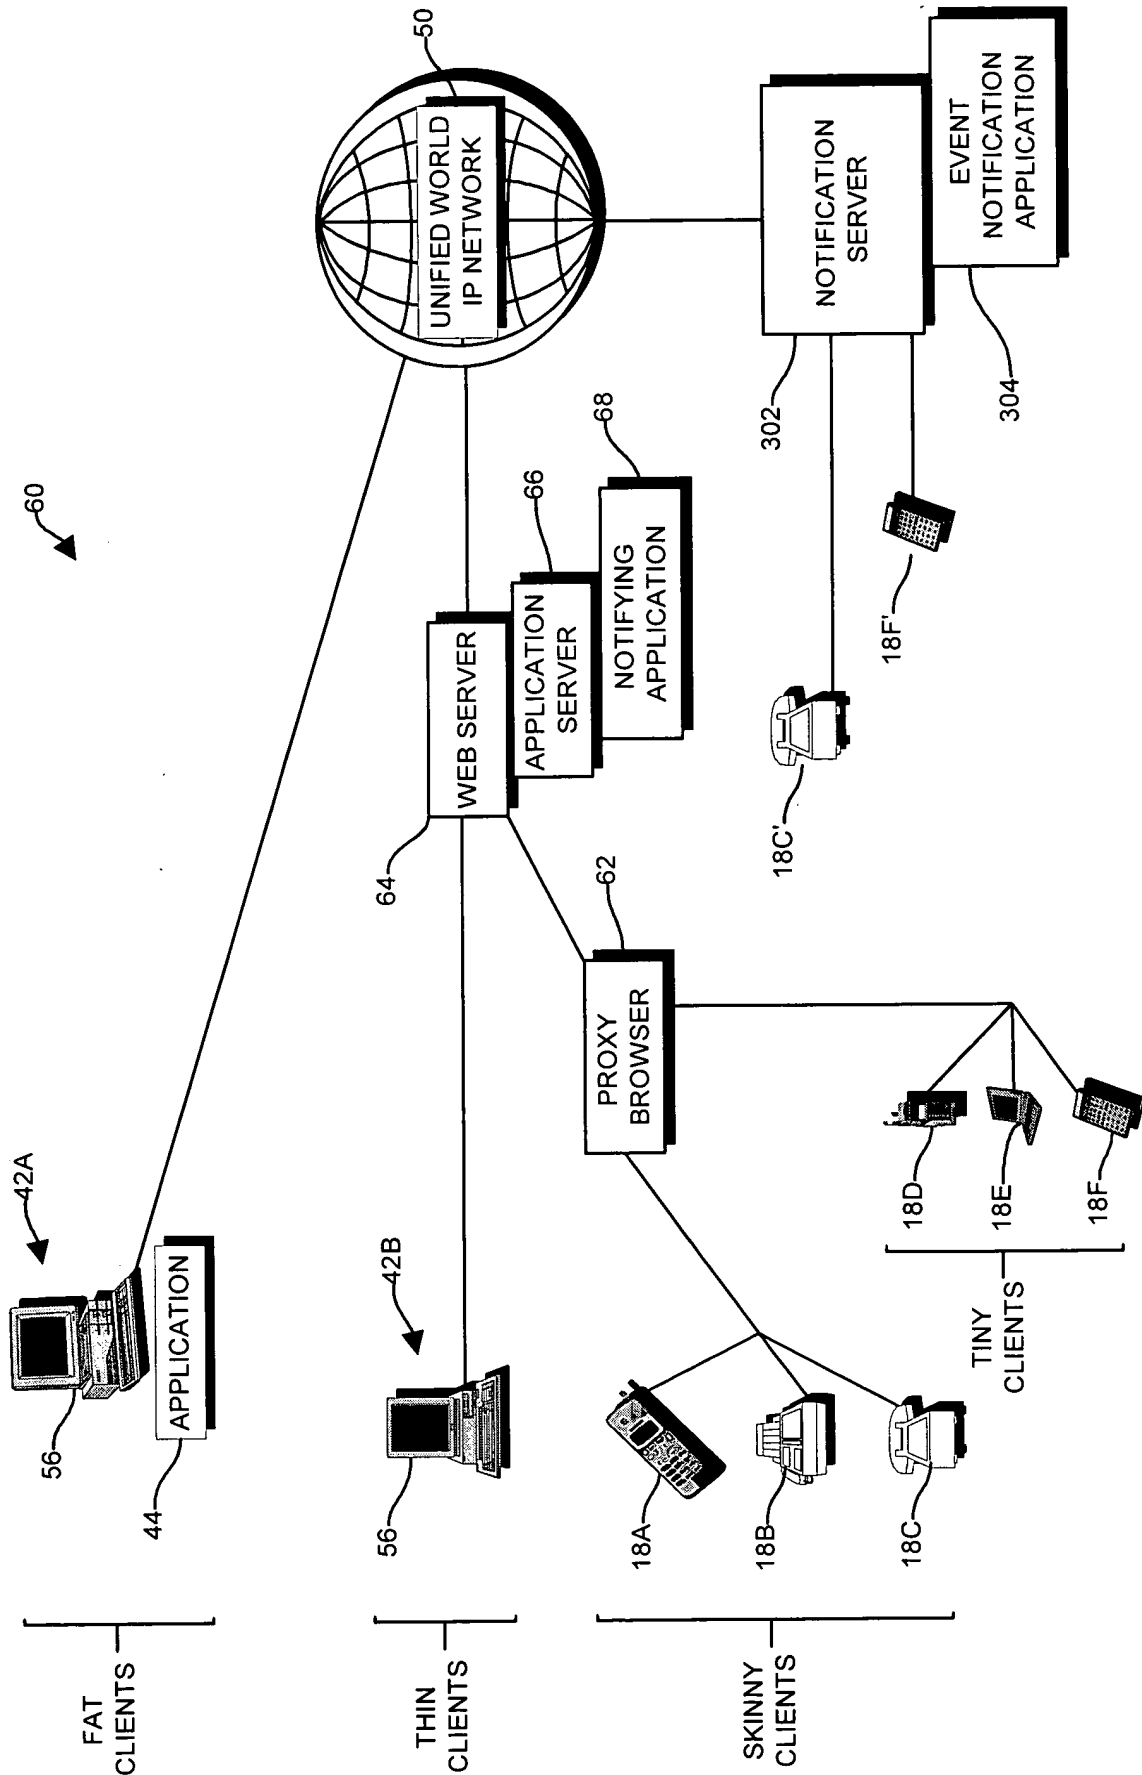 60
FAT
CLIENTS
42A
56
44
APPLICATION
50
UNIFIED WORLD
IP NETWORK
THIN
CLIENTS
42B
56
64
WEB SERVER
APPLICATION
SERVER
66
NOTIFYING
APPLICATION
68
SKINNY
CLIENTS
18A
18B
18C
PROXY
BROWSER
62
TINY
CLIENTS
18D
18E
18F
18C'
18F'
302
NOTIFICATION
SERVER
304
EVENT
NOTIFICATION
APPLICATION